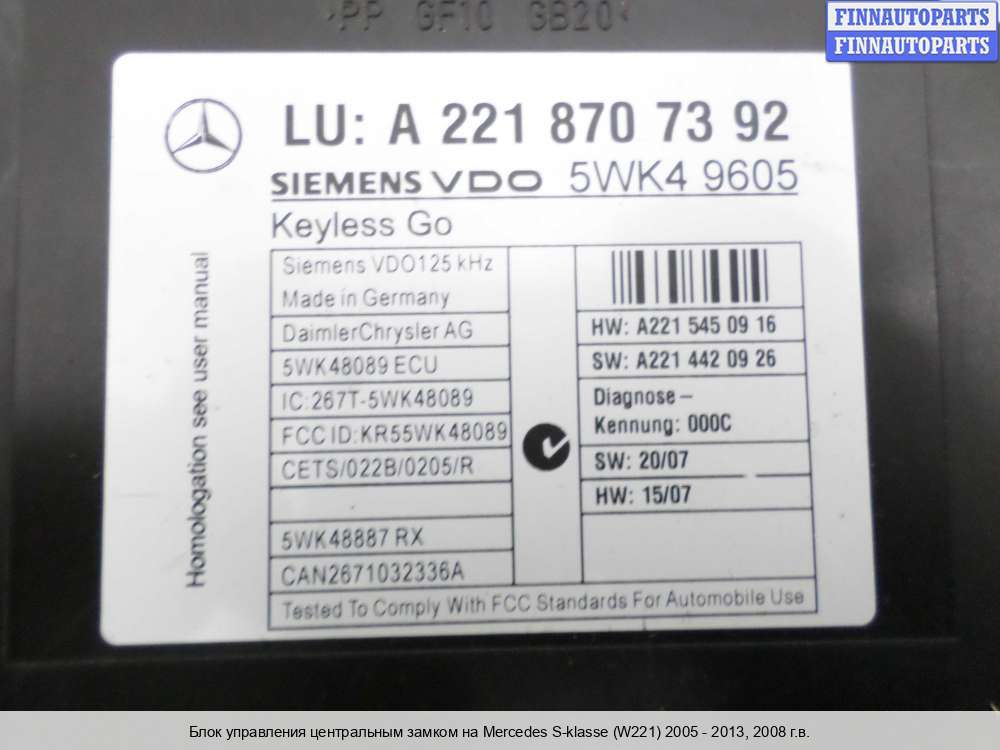 PP GF10 GB20
FINNAUTOPARTS
FINNAUTOPARTS
LU: A 221 870 73 92
SIEMENS VDO 5WK4 9605
Keyless Go
Homologation see user manual
Siemens VDO125 kHz
Made in Germany
DaimlerChrysler AG
5WK48089 ECU
IC:267T-5WK48089
FCC ID:KR55WK48089
CETS/022B/0205/R
5WK48887 RX
CAN2671032336A
HW: A221 545 09 16
SW: A221 442 09 26
Diagnose –
Kennung: 000C
SW: 20/07
HW: 15/07
Tested To Comply With FCC Standards For Automobile Use
Блок управления центральным замком на Mercedes S-klasse (W221) 2005 - 2013, 2008 г.в.